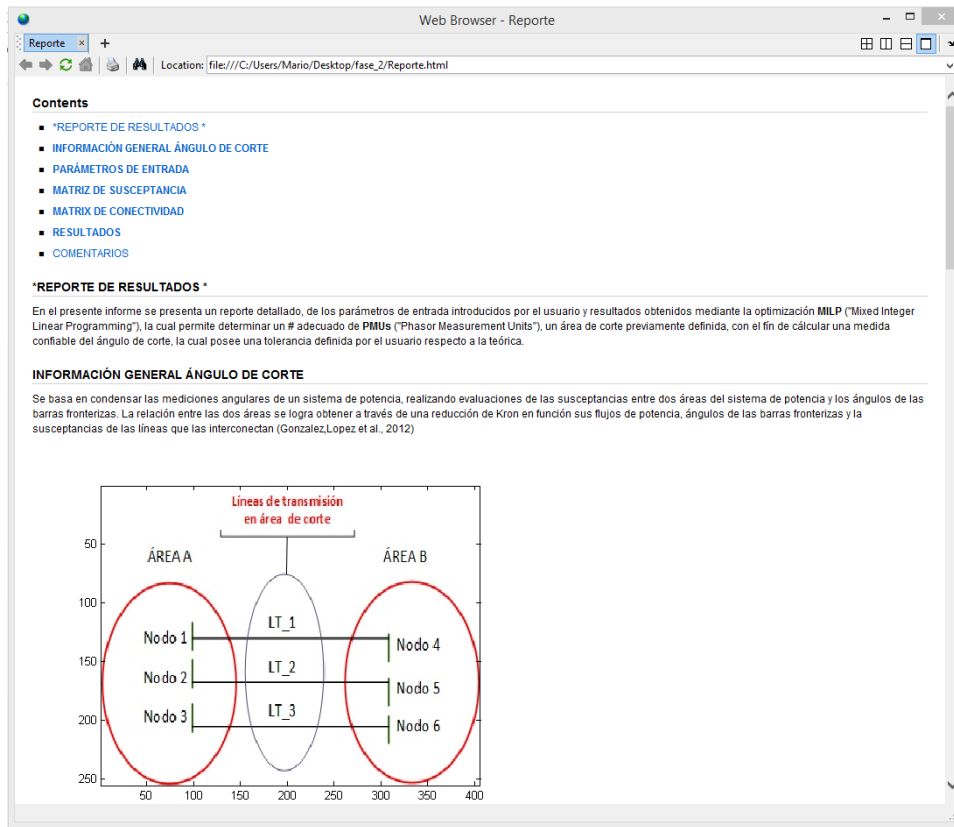 Web Browser - Reporte
Reporte
Location: file:///C:/Users/Mario/Desktop/fase_2/Reporte.html
Contents
*REPORTE DE RESULTADOS *
INFORMACIÓN GENERAL ÁNGULO DE CORTE
PARÁMETROS DE ENTRADA
MATRIZ DE SUSCEPTANCIA
MATRIX DE CONECTIVIDAD
RESULTADOS
COMENTARIOS
*REPORTE DE RESULTADOS *
En el presente informe se presenta un reporte detallado, de los parámetros de entrada introducidos por el usuario y resultados obtenidos mediante la optimización MILP ("Mixed Integer
Linear Programming"), la cual permite determinar un # adecuado de PMUs ("Phasor Measurement Units"), un área de corte previamente definida, con el fín de cálcular una medida
confiable del ángulo de corte, la cual posee una tolerancia definida por el usuario respecto a la teórica.
INFORMACIÓN GENERAL ÁNGULO DE CORTE
Se basa en condensar las mediciones angulares de un sistema de potencia, realizando evaluaciones de las susceptancias entre dos áreas del sistema de potencia y los ángulos de las
barras fronterizas. La relación entre las dos áreas se logra obtener a través de una reducción de Kron en función sus flujos de potencia, ángulos de las barras fronterizas y la
susceptancias de las líneas que las interconectan (Gonzalez,Lopez et al., 2012)
Líneas de transmisión
en área de corte
ÁREA A
ÁREA B
LT_1
Nodo 1
Nodo 4
LT_2
Nodo 2
Nodo 5
LT_3
Nodo 3
Nodo 6
50
100
150
200
250
50 100 150 200 250 300 350 400